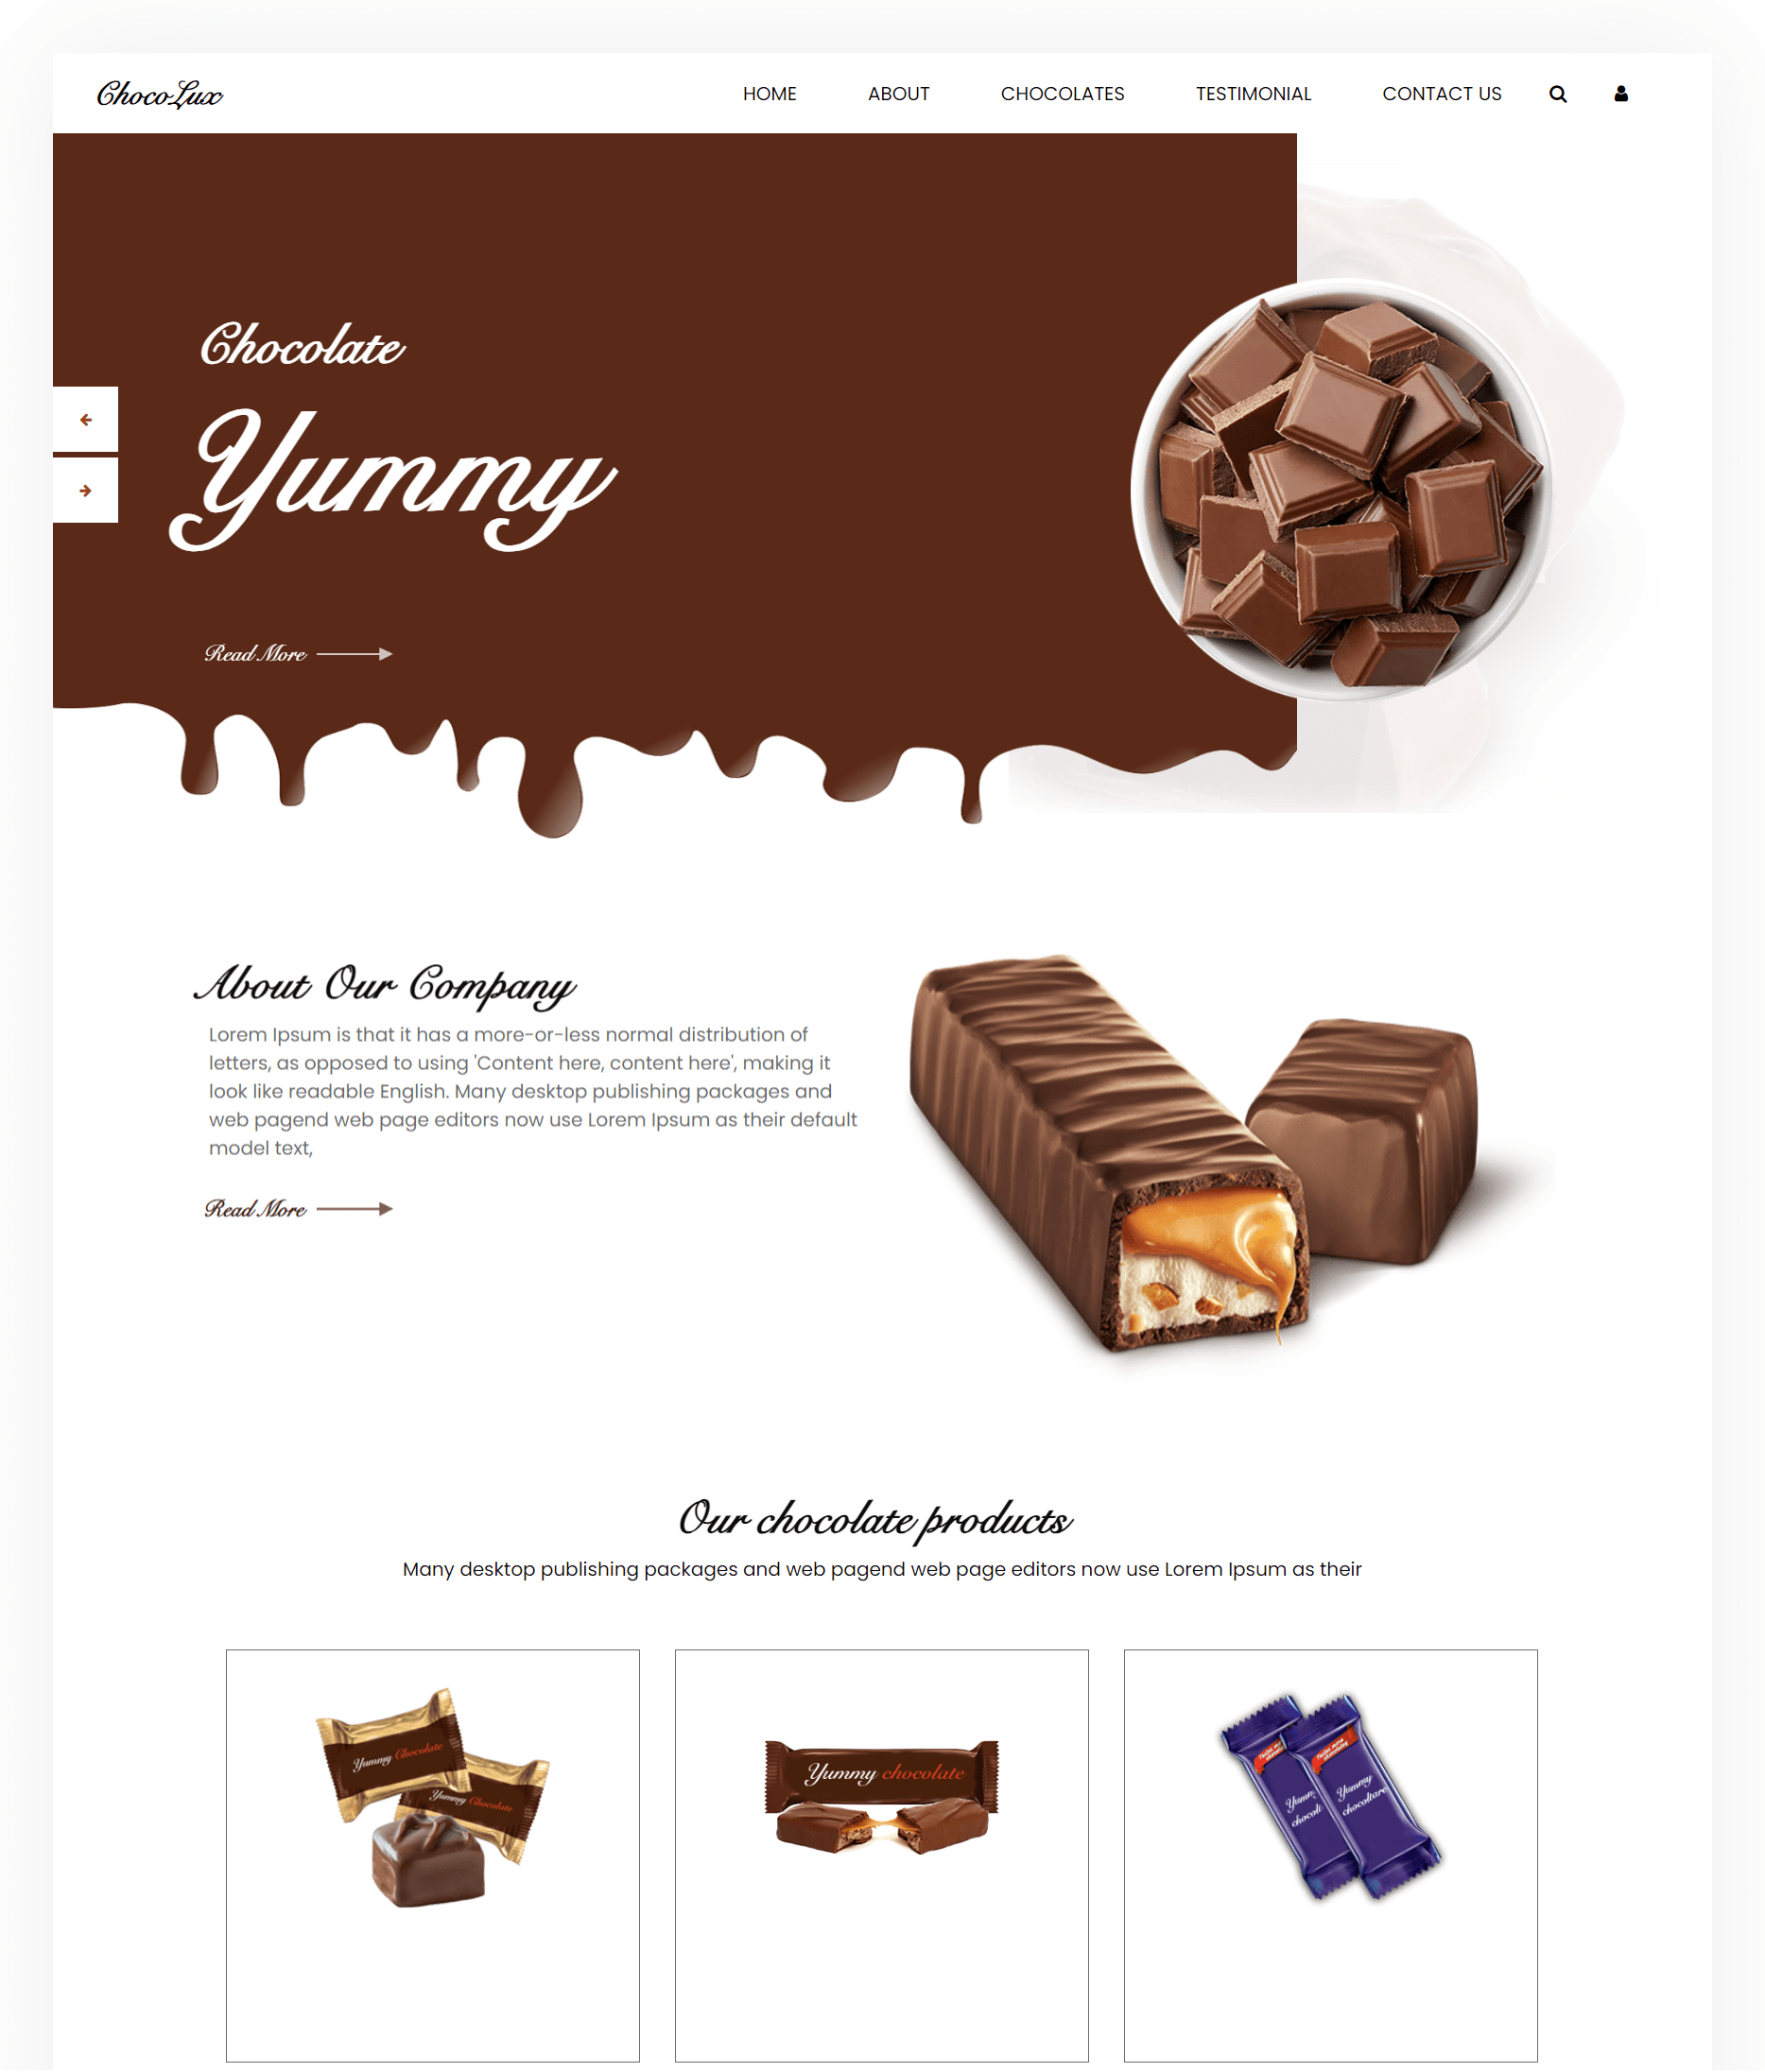 ChocoLux
HOME ABOUT CHOCOLATES TESTIMONIAL CONTACT US
Chocolate
Yummy
Read More
About Our Company
Lorem Ipsum is that it has a more-or-less normal distribution of
letters, as opposed to using 'Content here, content here', making it
look like readable English. Many desktop publishing packages and
web pagend web page editors now use Lorem Ipsum as their default
model text,
Read More
Our chocolate products
Many desktop publishing packages and web pagend web page editors now use Lorem Ipsum as their
Yummy Chocolate
Yummy Chocolate
Yummy chocolate
Yummy
chocoltare